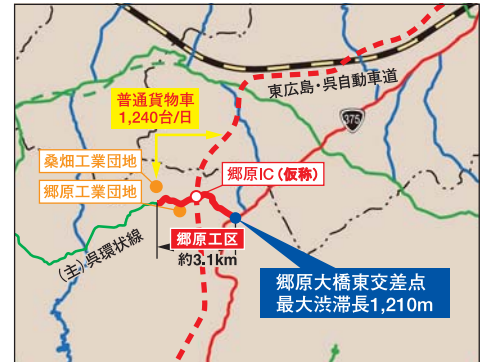 東広島・呉自動車道
普通貨物車
1,240台/日
375
桑畑工業団地
郷原IC(仮称)
郷原工業団地
(主)呉環状線
郷原工区
約3.1km
郷原大橋東交差点
最大渋滞長1,210m